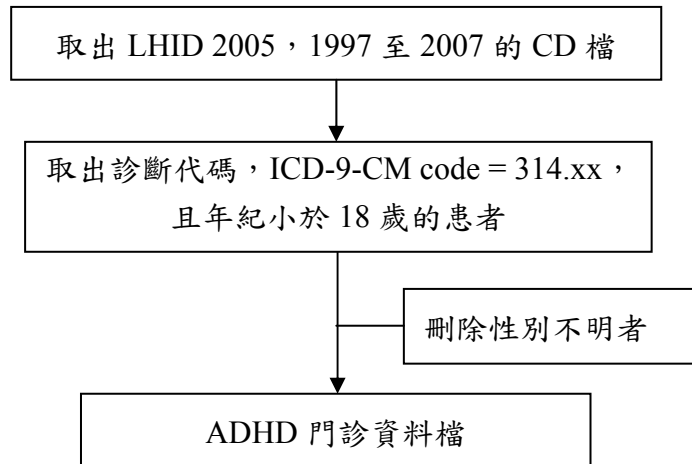 取出 LHID 2005，1997 至 2007 的 CD 檔
取出診斷代碼，ICD-9-CM code = 314.xx，
且年紀小於 18 歲的患者
刪除性別不明者
ADHD 門診資料檔